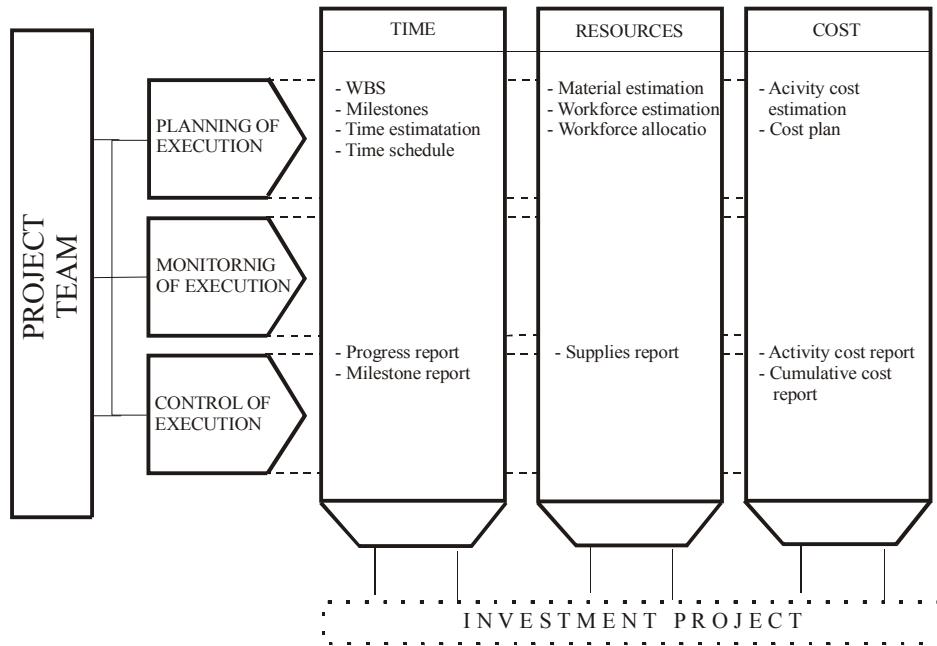 PROJECT
TEAM
PLANNING OF
EXECUTION
MONITORNIG
OF EXECUTION
CONTROL OF
EXECUTION
TIME
- WBS
- Milestones
- Time estimatation
- Time schedule
- Progress report
- Milestone report
RESOURCES
- Material estimation
- Workforce estimation
- Workforce allocatio
- Supplies report
COST
- Acivity cost
estimation
- Cost plan
- Activity cost report
- Cumulative cost
report
INVESTMENT PROJECT